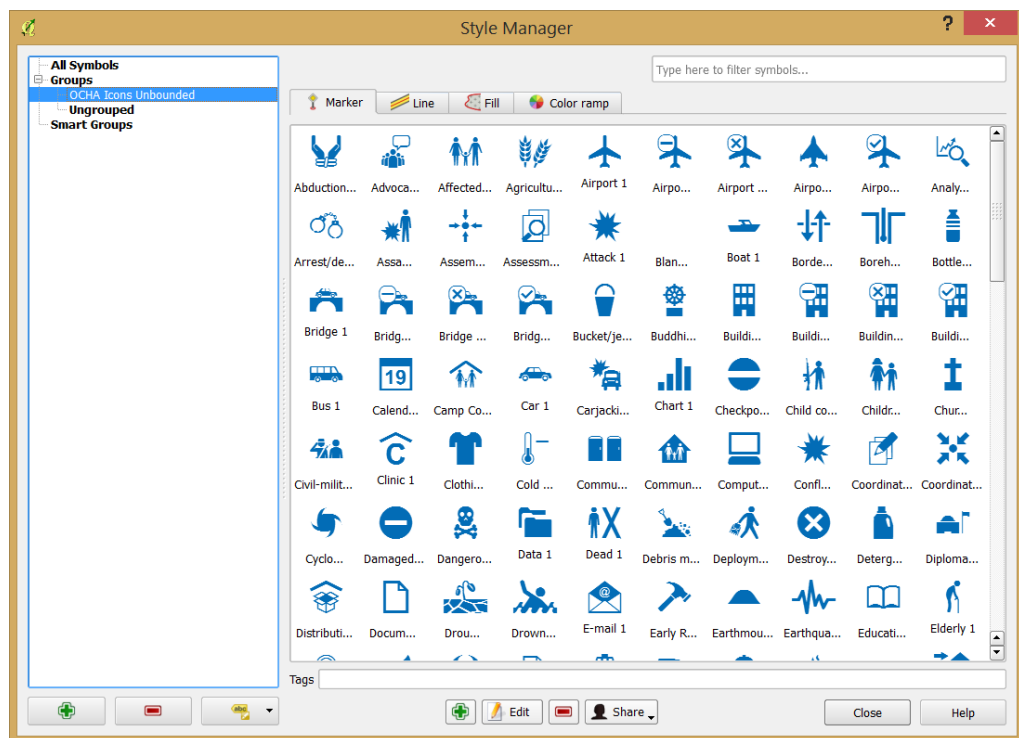 Style Manager
?
All Symbols
Groups
OCHA Icons Unbounded
Ungrouped
Smart Groups
Type here to filter symbols...
Marker Line Fill Color ramp
Abduction... Advoca... Affected... Agricultu... Airport 1 Airpo... Airport ... Airpo... Airpo... Analy...
Arrest/de... Assa... Assem... Assessm... Attack 1 Blan... Boat 1 Borde... Boreh... Bottle...
Bridge 1 Bridg... Bridge ... Bridg... Bucket/je... Buddhi... Buildi... Buildi... Buildin... Buildi...
19
Bus 1 Calend... Camp Co... Car 1 Carjacki... Chart 1 Checkpo... Child co... Childr... Chur...
C
Civil-milit... Clinic 1 Clothi... Cold ... Commu... Commun... Comput... Confl... Coordinat... Coordinat...
X
Cyclo... Damaged... Dangero... Data 1 Dead 1 Debris m... Deploym... Destroy... Deterg... Diploma...
@
Distributi... Docum... Drou... Drown... E-mail 1 Early R... Earthmou... Earthqua... Educati... Elderly 1
Tags
abc
Edit Share Close Help